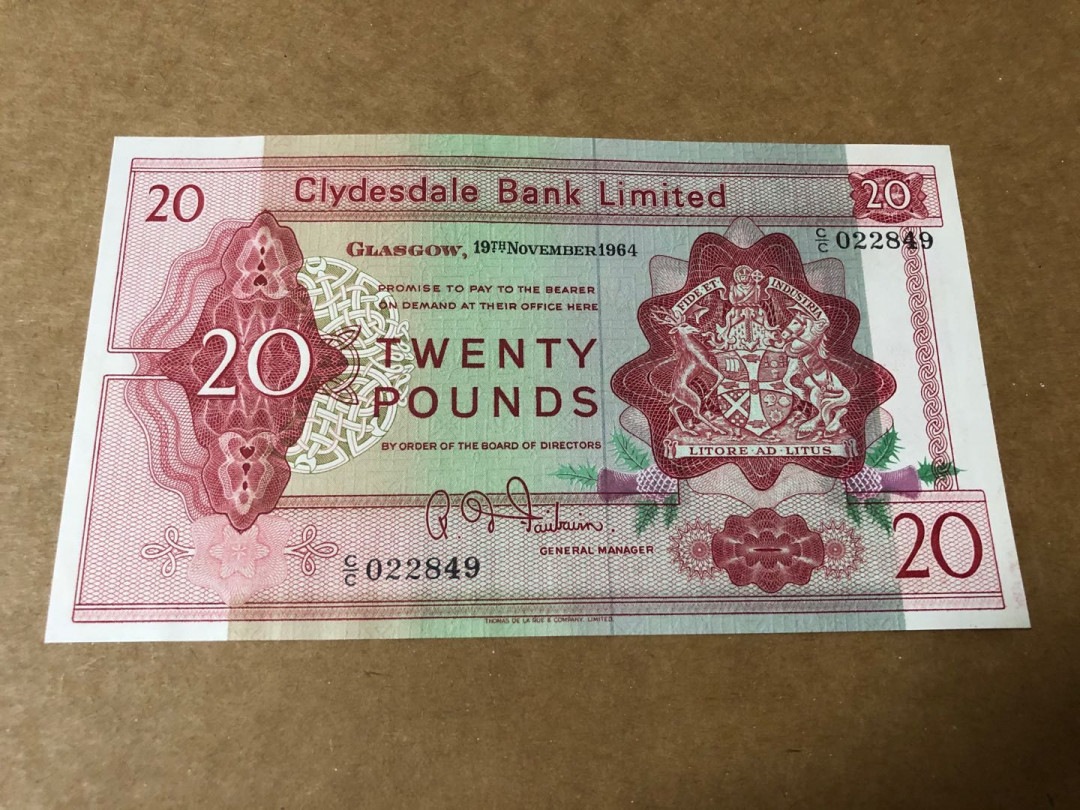 20
Clydesdale Bank Limited
20
GLASGOW, 19TH NOVEMBER 1964
C/C 022849
PROMISE TO PAY TO THE BEARER
ON DEMAND AT THEIR OFFICE HERE
20
TWENTY
POUNDS
BY ORDER OF THE BOARD OF DIRECTORS
FIDE ET INDUSTRIA
LITORE·AD·LITUS
R. D. Fairbairn.
GENERAL MANAGER
C/C 022849
20
THOMAS DE LA RUE & COMPANY, LIMITED.